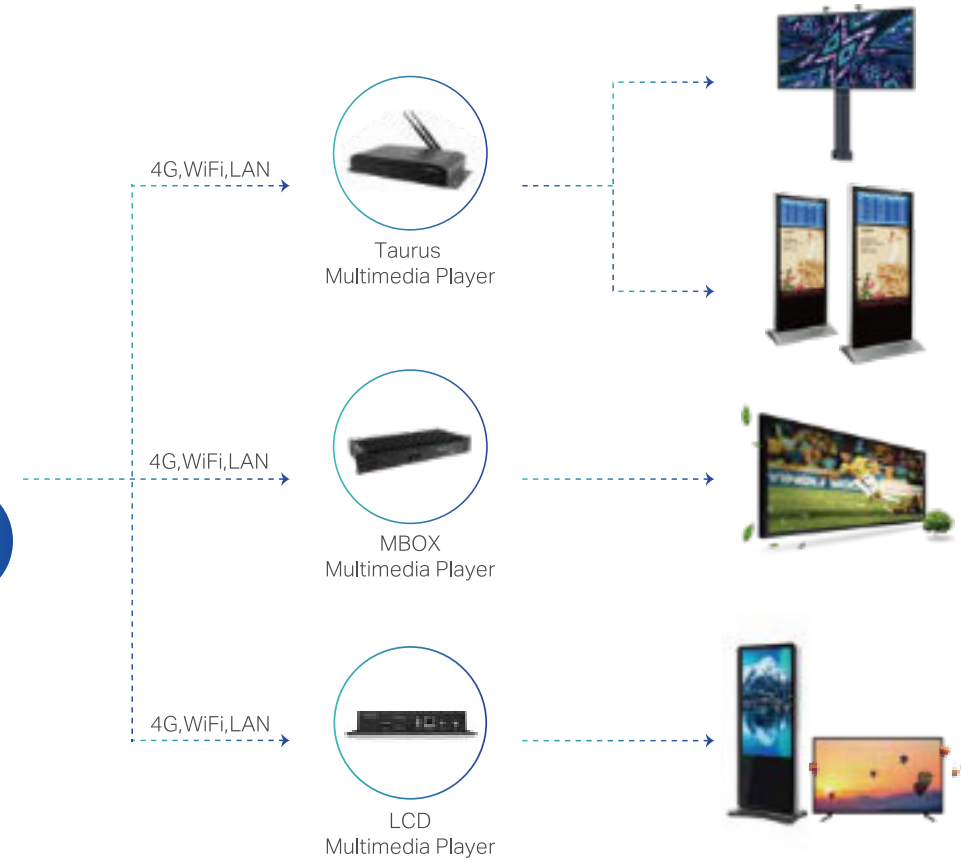 4G,WiFi,LAN
Taurus
Multimedia Player
4G,WiFi,LAN
MBOX
Multimedia Player
4G,WiFi,LAN
LCD
Multimedia Player